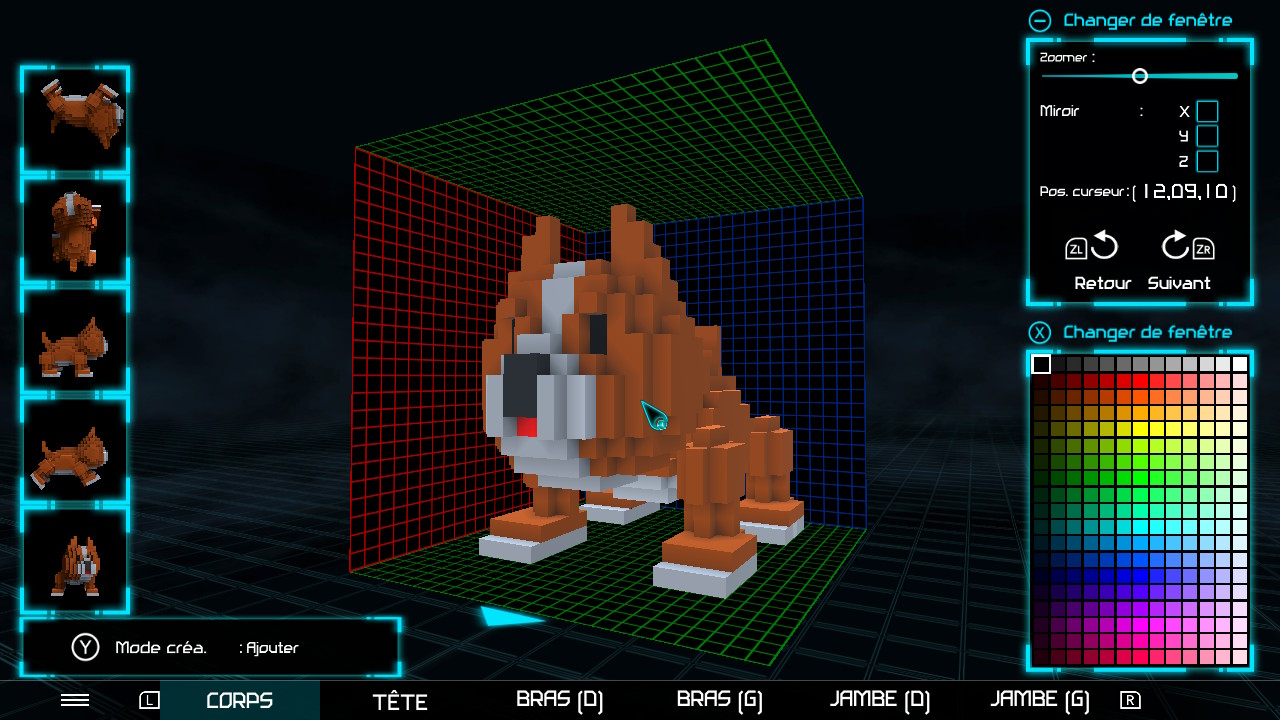 Changer de fenêtre
Zoomer :
Miroir : X
Y
Z
Pos. curseur:( 12,09,10)
ZL ZR
Retour Suivant
X Changer de fenêtre
Y Mode créa. : Ajouter
L CORPS TÊTE BRAS (D) BRAS (G) JAMBE (D) JAMBE (G) R